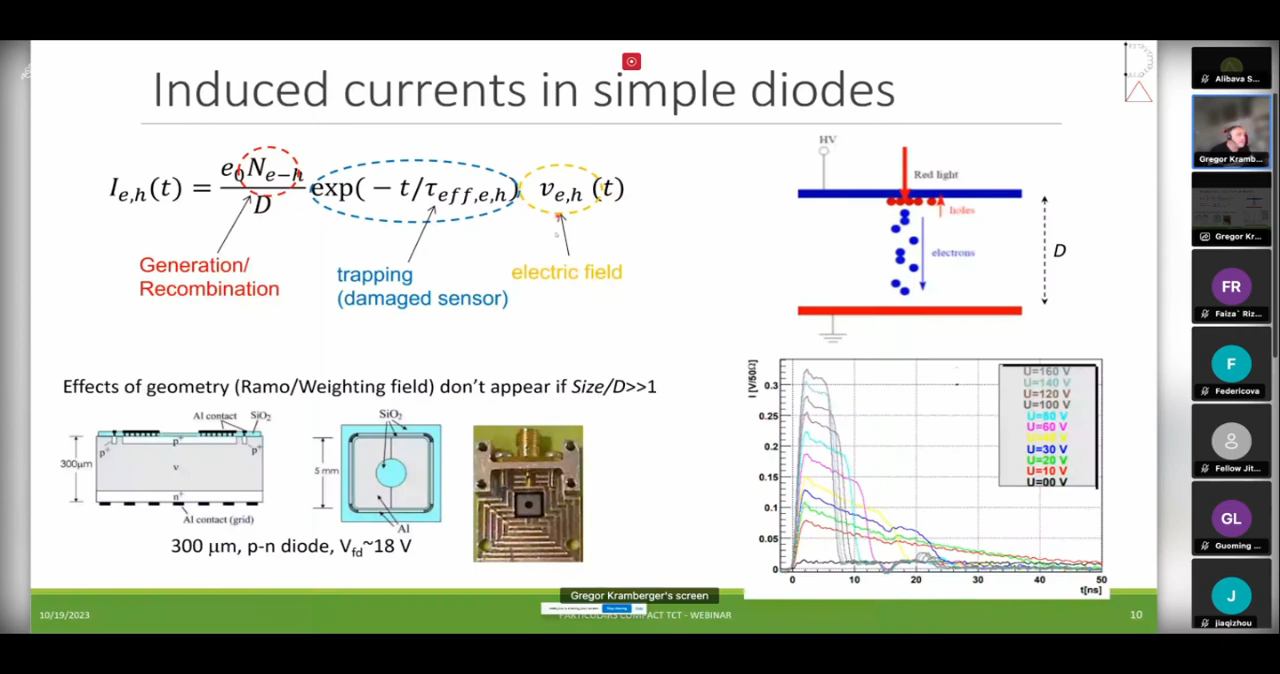 Induced currents in simple diodes
I_{e,h}(t) = \frac{e_0 N_{e-h}}{D} exp(-t/τ_{eff,e,h}) v_{e,h}(t)
Generation/
Recombination
trapping
(damaged sensor)
electric field
HV
Red light
holes
electrons
D
Effects of geometry (Ramo/Weighting field) don't appear if Size/D>>1
Al contact
SiO2
p+
p+
p+
300μm
ν
n+
Al contact (grid)
SiO2
5 mm
Al
300 μm, p-n diode, Vfd~18 V
I [V/50Ω]
0.3
0.25
0.2
0.15
0.1
0.05
0
0
10
20
30
40
50
t[ns]
U=160 V
U=140 V
U=120 V
U=100 V
U=80 V
U=60 V
U=40 V
U=30 V
U=20 V
U=10 V
U=00 V
Gregor Kramberger's screen
10/19/2023
PARTICULARS COMPACT TCT - WEBINAR
10
Alibava S...
Gregor Kramb...
Gregor Kr...
FR
Faiza` Riz...
F
Federicova
Fellow Jit...
GL
Guoming ...
J
jiaqizhou